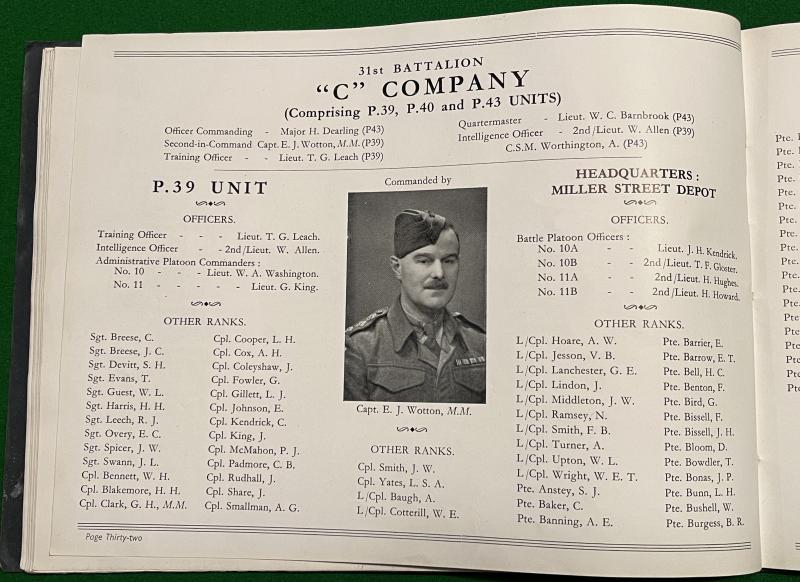 31st BATTALION
“C” COMPANY
(Comprising P.39, P.40 and P.43 UNITS)
Officer Commanding - Major H. Dearling (P43)
Second-in-Command Capt. E. J. Wotton, M.M. (P39)
Training Officer - - Lieut. T. G. Leach (P39)
Quartermaster - Lieut. W. C. Barnbrook (P43)
Intelligence Officer - 2nd/Lieut. W. Allen (P39)
C.S.M. Worthington, A. (P43)
P.39 UNIT
OFFICERS.
Training Officer - - - Lieut. T. G. Leach.
Intelligence Officer - - 2nd/Lieut. W. Allen.
Administrative Platoon Commanders :
No. 10 - - - Lieut. W. A. Washington.
No. 11 - - - - - Lieut. G. King.
OTHER RANKS.
Sgt. Breese, C.
Sgt. Breese, J. C.
Sgt. Devitt, S. H.
Sgt. Evans, T.
Sgt. Guest, W. L.
Sgt. Harris, H. H.
Sgt. Leech, R. J.
Sgt. Overy, E. C.
Sgt. Spicer, J. W.
Sgt. Swann, J. L.
Cpl. Bennett, W. H.
Cpl. Blakemore, H. H.
Cpl. Clark, G. H., M.M.
Cpl. Cooper, L. H.
Cpl. Cox, A. H.
Cpl. Coleyshaw, J.
Cpl. Fowler, G.
Cpl. Gillett, L. J.
Cpl. Johnson, E.
Cpl. Kendrick, C.
Cpl. King, J.
Cpl. McMahon, P. J.
Cpl. Padmore, C. B.
Cpl. Rudhall, J.
Cpl. Share, J.
Cpl. Smallman, A. G.
Commanded by
Capt. E. J. Wotton, M.M.
OTHER RANKS.
Cpl. Smith, J. W.
Cpl. Yates, L. S. A.
L/Cpl. Baugh, A.
L/Cpl. Cotterill, W. E.
HEADQUARTERS :
MILLER STREET DEPOT
OFFICERS.
Battle Platoon Officers :
No. 10A - - Lieut. J. H. Kendrick.
No. 10B - - 2nd/Lieut. T. F. Gloster.
No. 11A - - 2nd/Lieut. H. Hughes.
No. 11B - - 2nd/Lieut. H. Howard.
OTHER RANKS.
L/Cpl. Hoare, A. W.
L/Cpl. Jesson, V. B.
L/Cpl. Lanchester, G. E.
L/Cpl. Lindon, J.
L/Cpl. Middleton, J. W.
L/Cpl. Ramsey, N.
L/Cpl. Smith, F. B.
L/Cpl. Turner, A.
L/Cpl. Upton, W. L.
L/Cpl. Wright, W. E. T.
Pte. Anstey, S. J.
Pte. Baker, C.
Pte. Banning, A. E.
Pte. Barrier, E.
Pte. Barrow, E. T.
Pte. Bell, H. C.
Pte. Benton, F.
Pte. Bird, G.
Pte. Bissell, F.
Pte. Bissell, J. H.
Pte. Bloom, D.
Pte. Bowdler, T.
Pte. Bonas, J. P.
Pte. Bunn, L. H.
Pte. Bushell, W.
Pte. Burgess, B. R.
Page Thirty-two